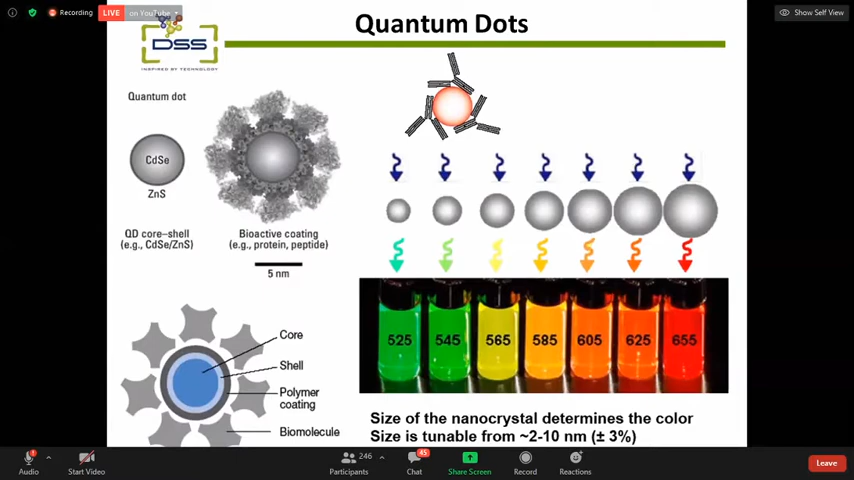 Recording
LIVE
on YouTube
Show Self View
Quantum Dots
DSS
INSPIRED BY TECHNOLOGY
Quantum dot
CdSe
ZnS
QD core–shell
(e.g., CdSe/ZnS)
Bioactive coating
(e.g., protein, peptide)
5 nm
Core
Shell
Polymer
coating
Biomolecule
525 545 565 585 605 625 655
Size of the nanocrystal determines the color
Size is tunable from ~2-10 nm (± 3%)
Audio
Start Video
246
Participants
45
Chat
Share Screen
Record
Reactions
Leave